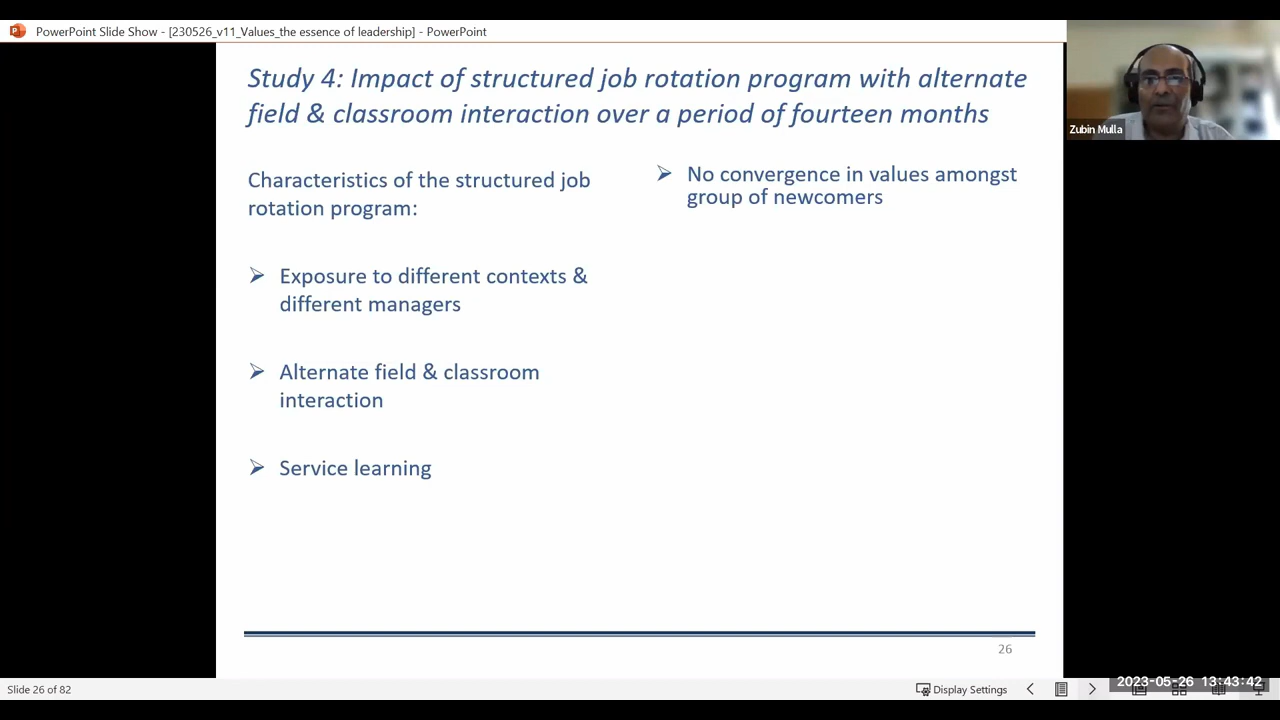 PowerPoint Slide Show - [230526_v11_Values_the essence of leadership] - PowerPoint
Study 4: Impact of structured job rotation program with alternate
field & classroom interaction over a period of fourteen months
Zubin Mulla
Characteristics of the structured job
rotation program:
➢ Exposure to different contexts &
different managers
➢ Alternate field & classroom
interaction
➢ Service learning
➢ No convergence in values amongst
group of newcomers
26
Slide 26 of 82
Display Settings
2023-05-26 13:43:42